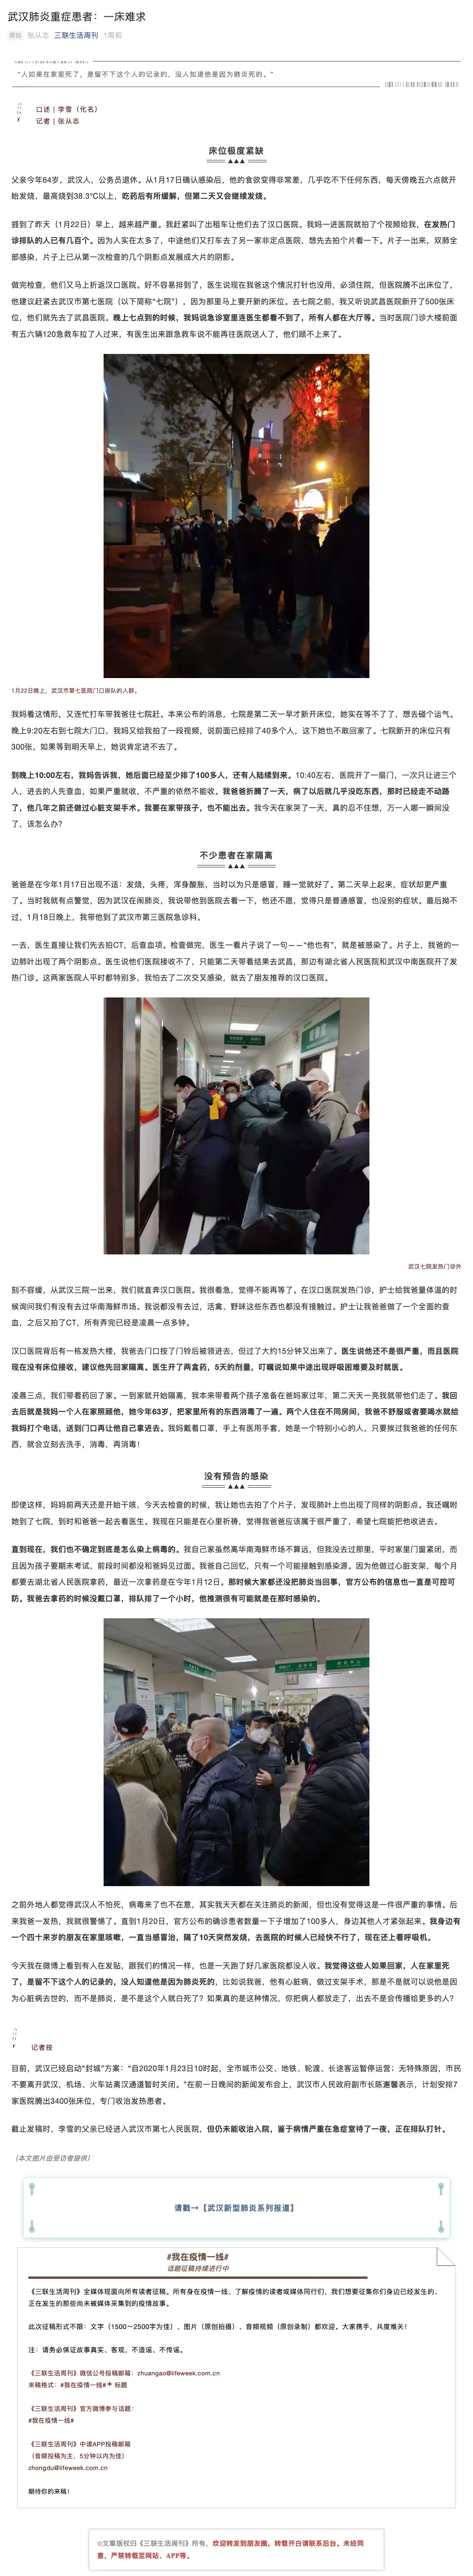 武汉肺炎重症患者：一床难求
原创 张从志 三联生活周刊 1周前
“人如果在家里死了，是留不下这个人的记录的，没人知道他是因为肺炎死的。”
口述 | 李雪（化名）
记者 | 张从志
床位极度紧缺
父亲今年64岁，武汉人，公务员退休。从1月17日确认感染后，他的食欲变得非常差，几乎吃不下任何东西，每天傍晚五六点就开
始发烧，最高烧到38.3°C以上，吃药后有所缓解，但第二天又会继续发烧。
捱到了昨天（1月22日）早上，越来越严重。我赶紧叫了出租车让他们去了汉口医院。我妈一进医院就拍了个视频给我，在发热门
诊排队的人已有几百个。因为人实在太多了，中途他们又打车去了另一家非定点医院，想先去拍个片看一下。片子一出来，双肺全
部感染，片子上已从第一次检查的几个阴影点发展成大片的阴影。
做完检查，他们又马上折返汉口医院。好不容易排到了，医生说现在我爸这个情况打针也没用，必须住院，但医院腾不出床位了，
他建议赶紧去武汉市第七医院（以下简称“七院”），因为那里马上要开新的床位。去七院之前，我又听说武昌医院新开了500张床
位，他们就先去了武昌医院。晚上七点到的时候，我妈说急诊室里连医生都看不到了，所有人都在大厅等。当时医院门诊大楼前面
有五六辆120急救车拉了人过来，有医生出来跟急救车说不能再往医院送人了，他们顾不上来了。
1月22日晚上，武汉市第七医院门口排队的人群。
我妈看这情形，又连忙打车带我爸往七院赶。本来公布的消息，七院是第二天一早才新开床位，她实在等不了了，想去碰个运气。
晚上9:20左右到七院大门口，我妈又给我拍了一段视频，说前面已经排了40多个人，这下她也不敢回家了。七院新开的床位只有
300张，如果等到明天早上，她说肯定进不去了。
到晚上10:00左右，我妈告诉我，她后面已经至少排了100多人，还有人陆续到来。10:40左右，医院开了一扇门，一次只让进三个
人，进去的人先查血，如果严重就收，不严重的依然不能收。我爸爸折腾了一天，病了以后就几乎没吃东西，那时已经走不动路
了，他几年之前还做过心脏支架手术。我要在家带孩子，也不能出去。我今天在家哭了一天，真的忍不住想，万一人哪一瞬间没
了，该怎么办？
不少患者在家隔离
爸爸是在今年1月17日出现不适：发烧，头疼，浑身酸胀，当时以为只是感冒，睡一觉就好了。第二天早上起来，症状却更严
重。当时我就有点警觉，因为武汉在闹肺炎，我说带他到医院去看一下，他还不愿，觉得只是普通感冒，也没别的症状。最后拗不
过，1月18日晚上，我带他到了武汉市第三医院急诊科。
一去，医生直接让我们先去拍CT，后查血项。检查做完，医生一看片子说了一句——“他也有”，就是被感染了。片子上，我爸的一
边肺叶出现了两个阴影点。医生说他们医院接收不了，只能第二天带着结果去武昌，那边有湖北省人民医院和武汉中南医院开了发
热门诊。这两家医院人平时都特别多，我怕去了二次交叉感染，就去了朋友推荐的汉口医院。
武汉七院发热门诊外
刻不容缓，从武汉三院一出来，我们就直奔汉口医院。我很着急，觉得不能再等了。在汉口医院发热门诊，护士给我爸量体温的时
候询问我们有没有去过华南海鲜市场。我说都没有去过，活禽、野味这些东西也都没有接触过。护士让我爸爸做了一个全面的查
血，之后又拍了CT，所有弄完已经是凌晨一点多钟。
汉口医院背后有一栋发热大楼，我爸去门口按了门铃后被领进去，但过了大约15分钟又出来了。医生说他还不是很严重，而且医院
现在没有床位接收，建议他先回家隔离。医生开了两盒药，5天的剂量，叮嘱说如果中途出现呼吸困难要及时就医。
凌晨三点，我们带着药回了家。一到家就开始隔离，我本来带着两个孩子准备在爸妈家过年，第二天天一亮我就带他们走了。我回
去后就是我妈一个人在家照顾他，她今年63岁，把家里所有的东西消毒了一遍。两个人住在不同房间，我爸不舒服或者要喝水就给
我妈打个电话，送到门口再让他自己拿进去。我妈戴着口罩，手上有医用手套，她是一个特别小心的人，只要挨过我爸爸的任何东
西，就会立刻去洗手，消毒，再消毒！
没有预告的感染
即使这样，妈妈前两天还是开始干咳，今天去检查的时候，我让她也去拍了个片子，发现肺叶上也出现了同样的阴影点。我还嘱咐
她到了七院，到时和爸爸一起去看医生。我现在只能是在心里祈祷，觉得我爸爸应该属于很严重了，希望七院能把他收进去。
直到现在，我们也不确定到底是怎么染上病毒的。我自己家虽然离华南海鲜市场不算远，但我没去过那里，平时家里门窗紧闭，而
且因为孩子要期末考试，前段时间都没和爸妈见过面。我爸自己回忆，只有一个可能接触到感染源。因为他做过心脏支架，每个月
都要去湖北省人民医院拿药，最近一次拿药是在今年1月12日。那时候大家都还没把肺炎当回事，官方公布的信息也一直是可控可
防。我爸去拿药的时候没戴口罩，排队排了一个小时，他推测很有可能就是在那时感染的。
之前外地人都觉得武汉人不怕死，病毒来了也不在意，其实我天天都在关注肺炎的新闻，但也没有觉得这是一件很严重的事情。后
来我爸一发热，我就很警惕了。直到1月20日，官方公布的确诊患者数量一下子增加了100多人，身边其他人才紧张起来。我身边有
一个四十来岁的朋友在家里咳嗽，一直当感冒治，隔了10天突然发烧，去医院的时候人已经快不行了，现在还上着呼吸机。
今天我在微博上看到有人在发贴，跟我们的情况一样，也是一天跑了好几家医院都没人收。我觉得这些人如果回家，人在家里死
了，是留不下这个人的记录的，没人知道他是因为肺炎死的，比如说我爸，他有心脏病，做过支架手术，那是不是就可以说他是因
为心脏病去世的，而不是肺炎，是不是这个人就白死了？如果真的是这种情况，你把病人都放走了，出去不是会传播给更多的人？
记者按
目前，武汉已经启动“封城”方案：“自2020年1月23日10时起，全市城市公交、地铁、轮渡、长途客运暂停运营；无特殊原因，市民
不要离开武汉，机场、火车站离汉通道暂时关闭。”在前一日晚间的新闻发布会上，武汉市人民政府副市长陈邂馨表示，计划安排7
家医院腾出3400张床位，专门收治发热患者。
截止发稿时，李雪的父亲已经进入武汉市第七人民医院，但仍未能收治入院，鉴于病情严重在急症室待了一夜，正在排队打针。
（本文图片由受访者提供）
请戳→【武汉新型肺炎系列报道】
#我在疫情一线#
话题征稿持续进行中
《三联生活周刊》全媒体现面向所有读者征稿。所有身在疫情一线、了解疫情的读者或媒体同行们，我们想要征集你们身边已经发生的、
正在发生的那些尚未被媒体采集到的疫情故事。
此次征稿形式不限：文字（1500～2500字为佳），图片（原创拍摄），音频视频（原创录制）都欢迎。大家携手，共度难关！
注：请务必保证故事真实、客观，不造谣、不传谣。
《三联生活周刊》微信公号投稿邮箱：zhuangao@lifeweek.com.cn
来稿格式：#我在疫情一线#+ 标题
《三联生活周刊》官方微博参与话题：
#我在疫情一线#
《三联生活周刊》中读APP投稿邮箱
（音频投稿为主，5分钟以内为佳）
zhongdu@lifeweek.com.cn
期待你的来稿！
⊙文章版权归《三联生活周刊》所有，欢迎转发到朋友圈，转载开白请联系后台。未经同
意，严禁转载至网站、APP等。